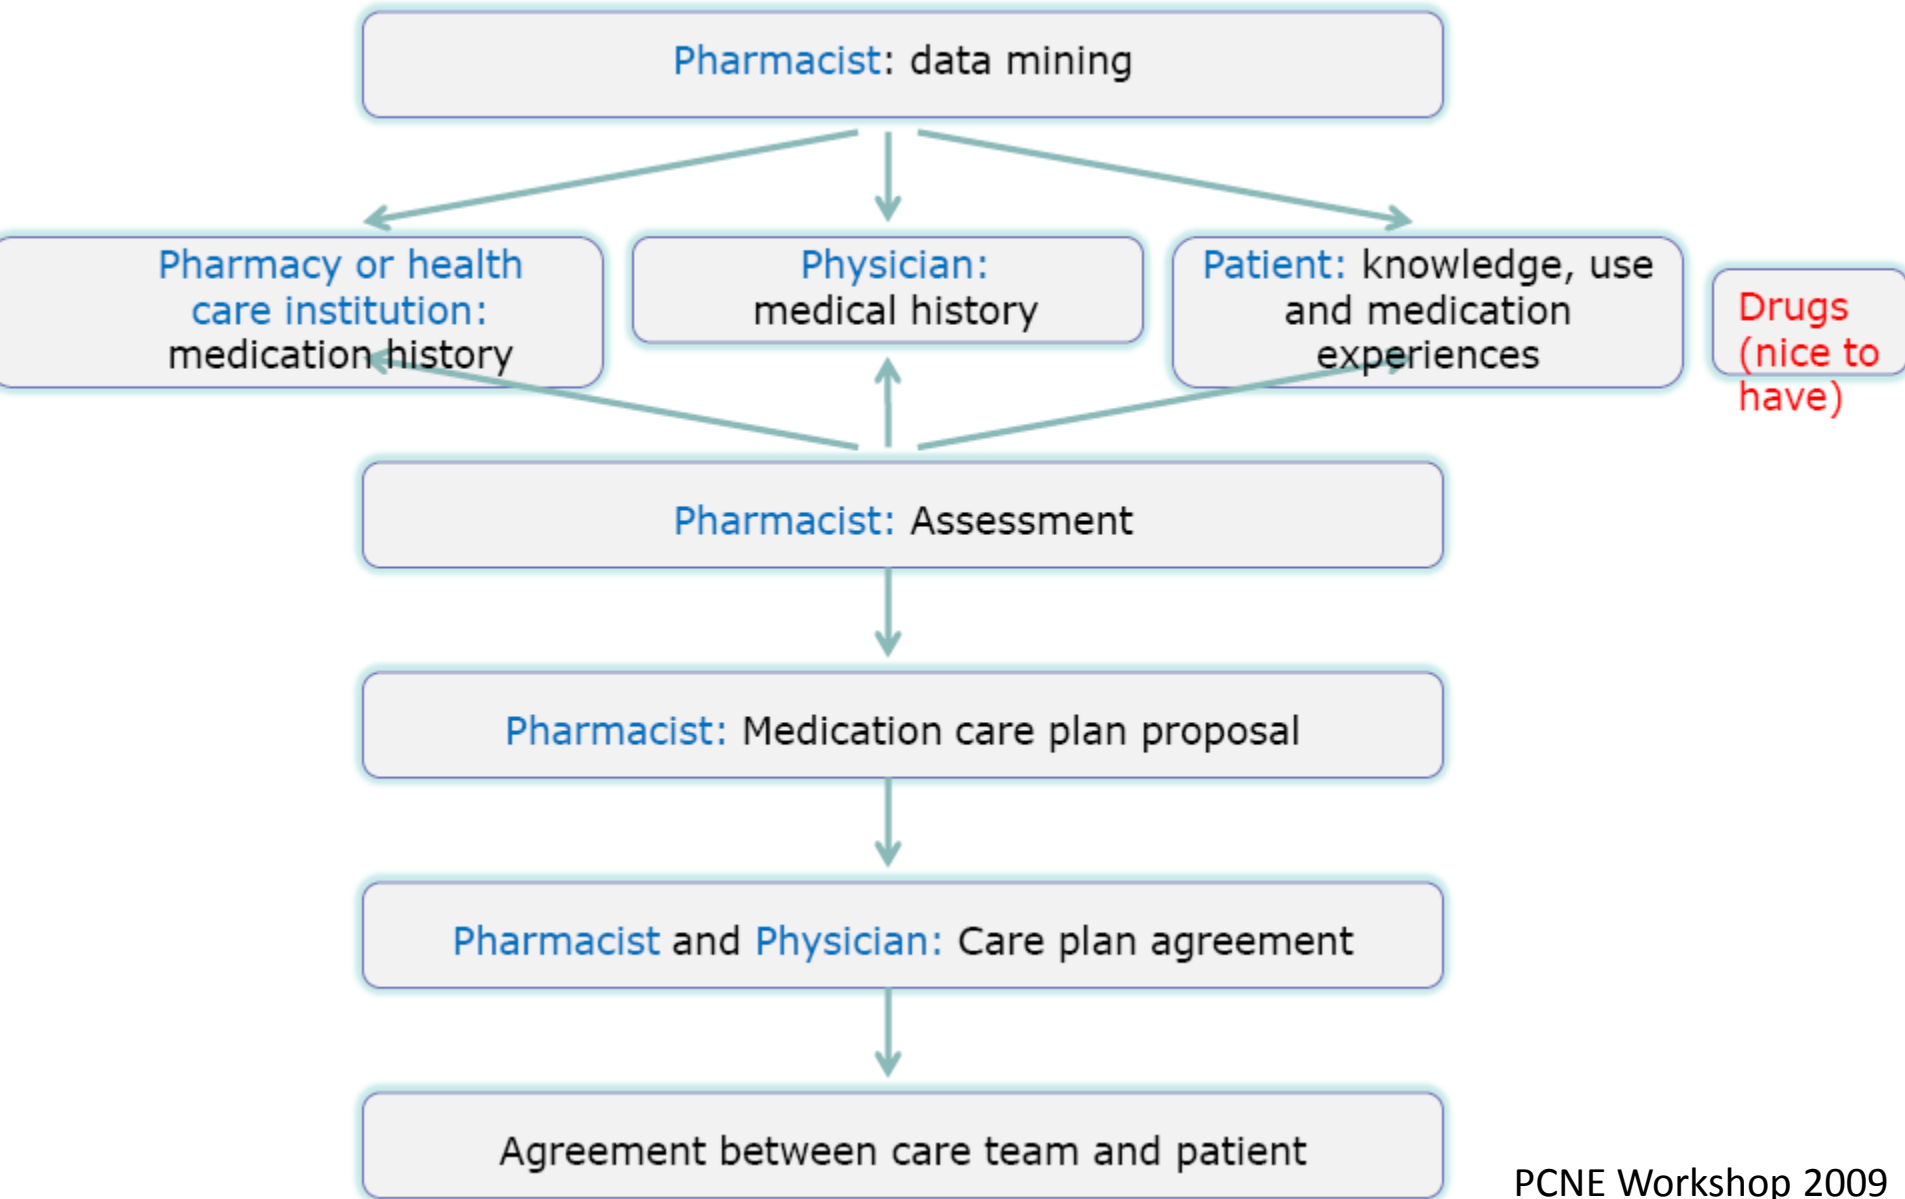 Pharmacist: data mining
Pharmacy or health
care institution:
medication history
Physician:
medical history
Patient: knowledge, use
and medication
experiences
Drugs
(nice to
have)
Pharmacist: Assessment
Pharmacist: Medication care plan proposal
Pharmacist and Physician: Care plan agreement
Agreement between care team and patient
PCNE Workshop 2009